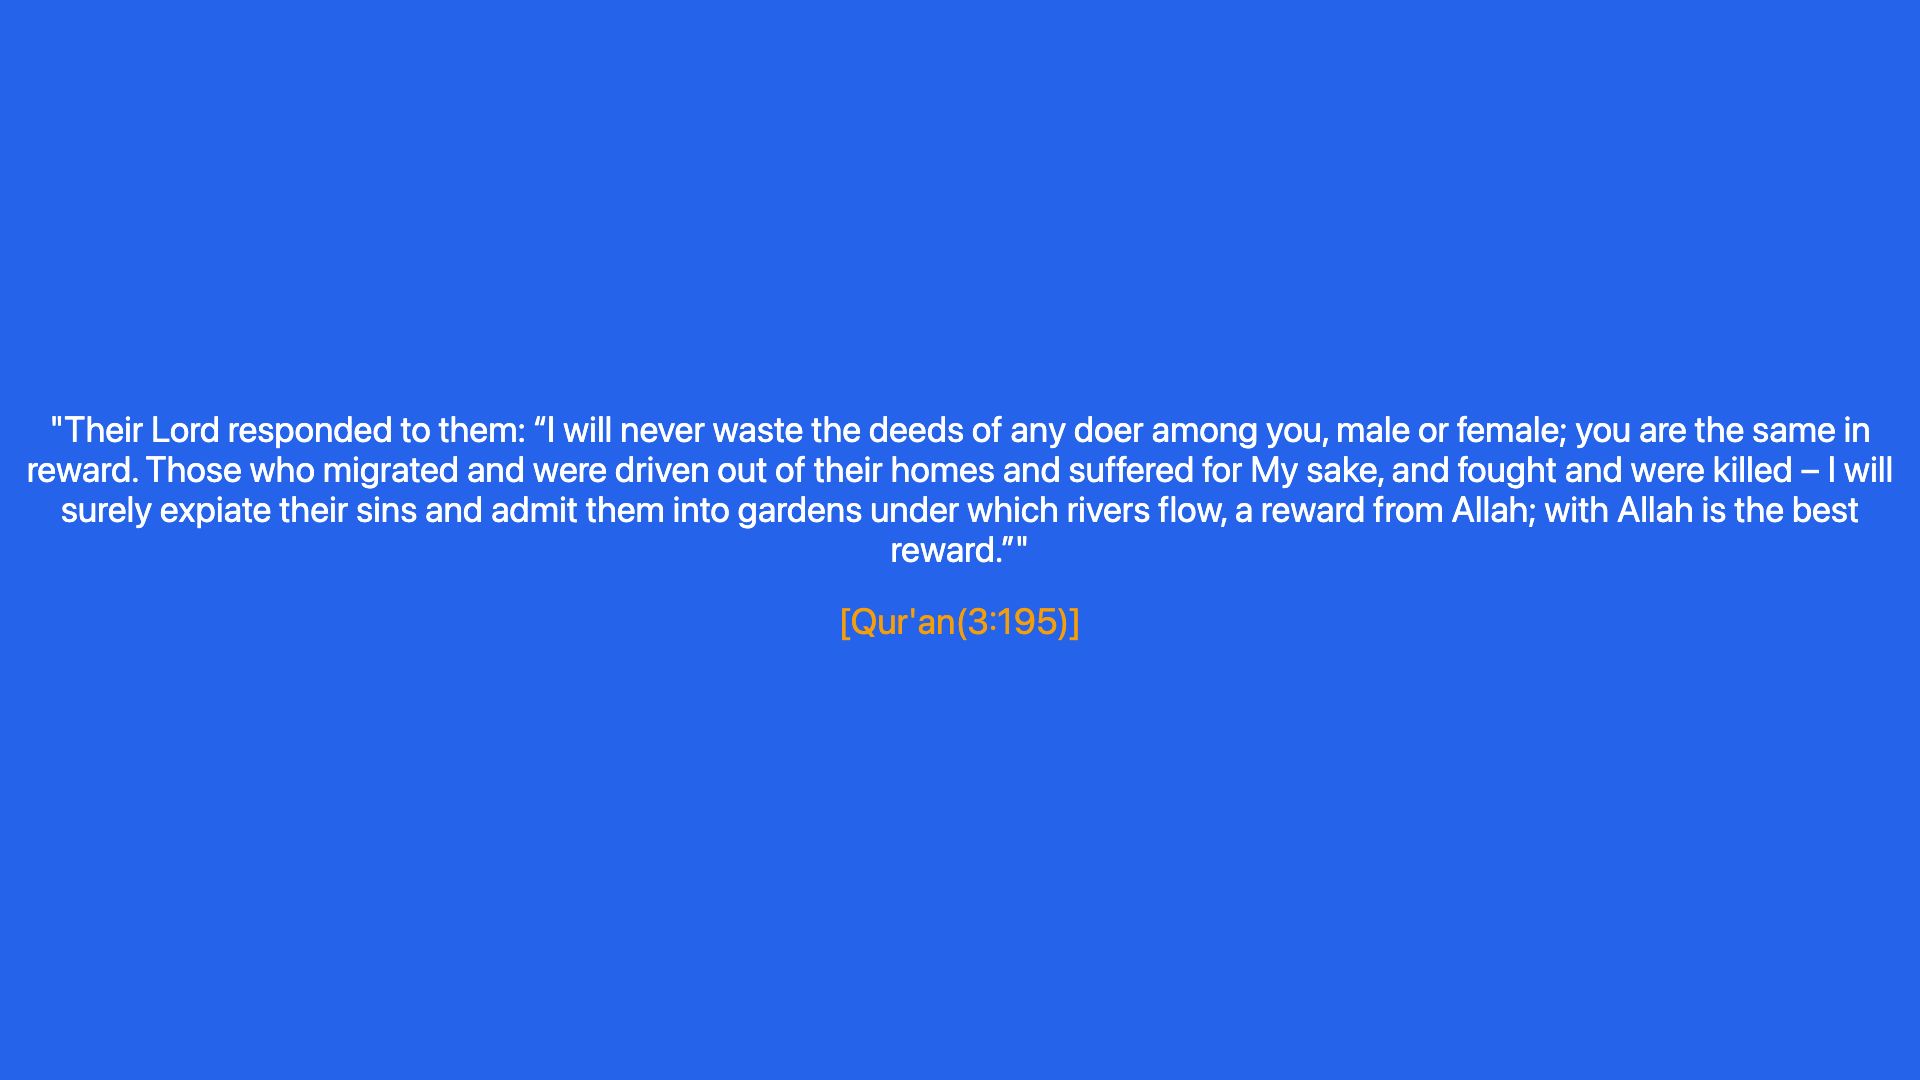 "Their Lord responded to them: “I will never waste the deeds of any doer among you, male or female; you are the same in
reward. Those who migrated and were driven out of their homes and suffered for My sake, and fought and were killed – I will
surely expiate their sins and admit them into gardens under which rivers flow, a reward from Allah; with Allah is the best
reward.”"
[Qur'an(3:195)]